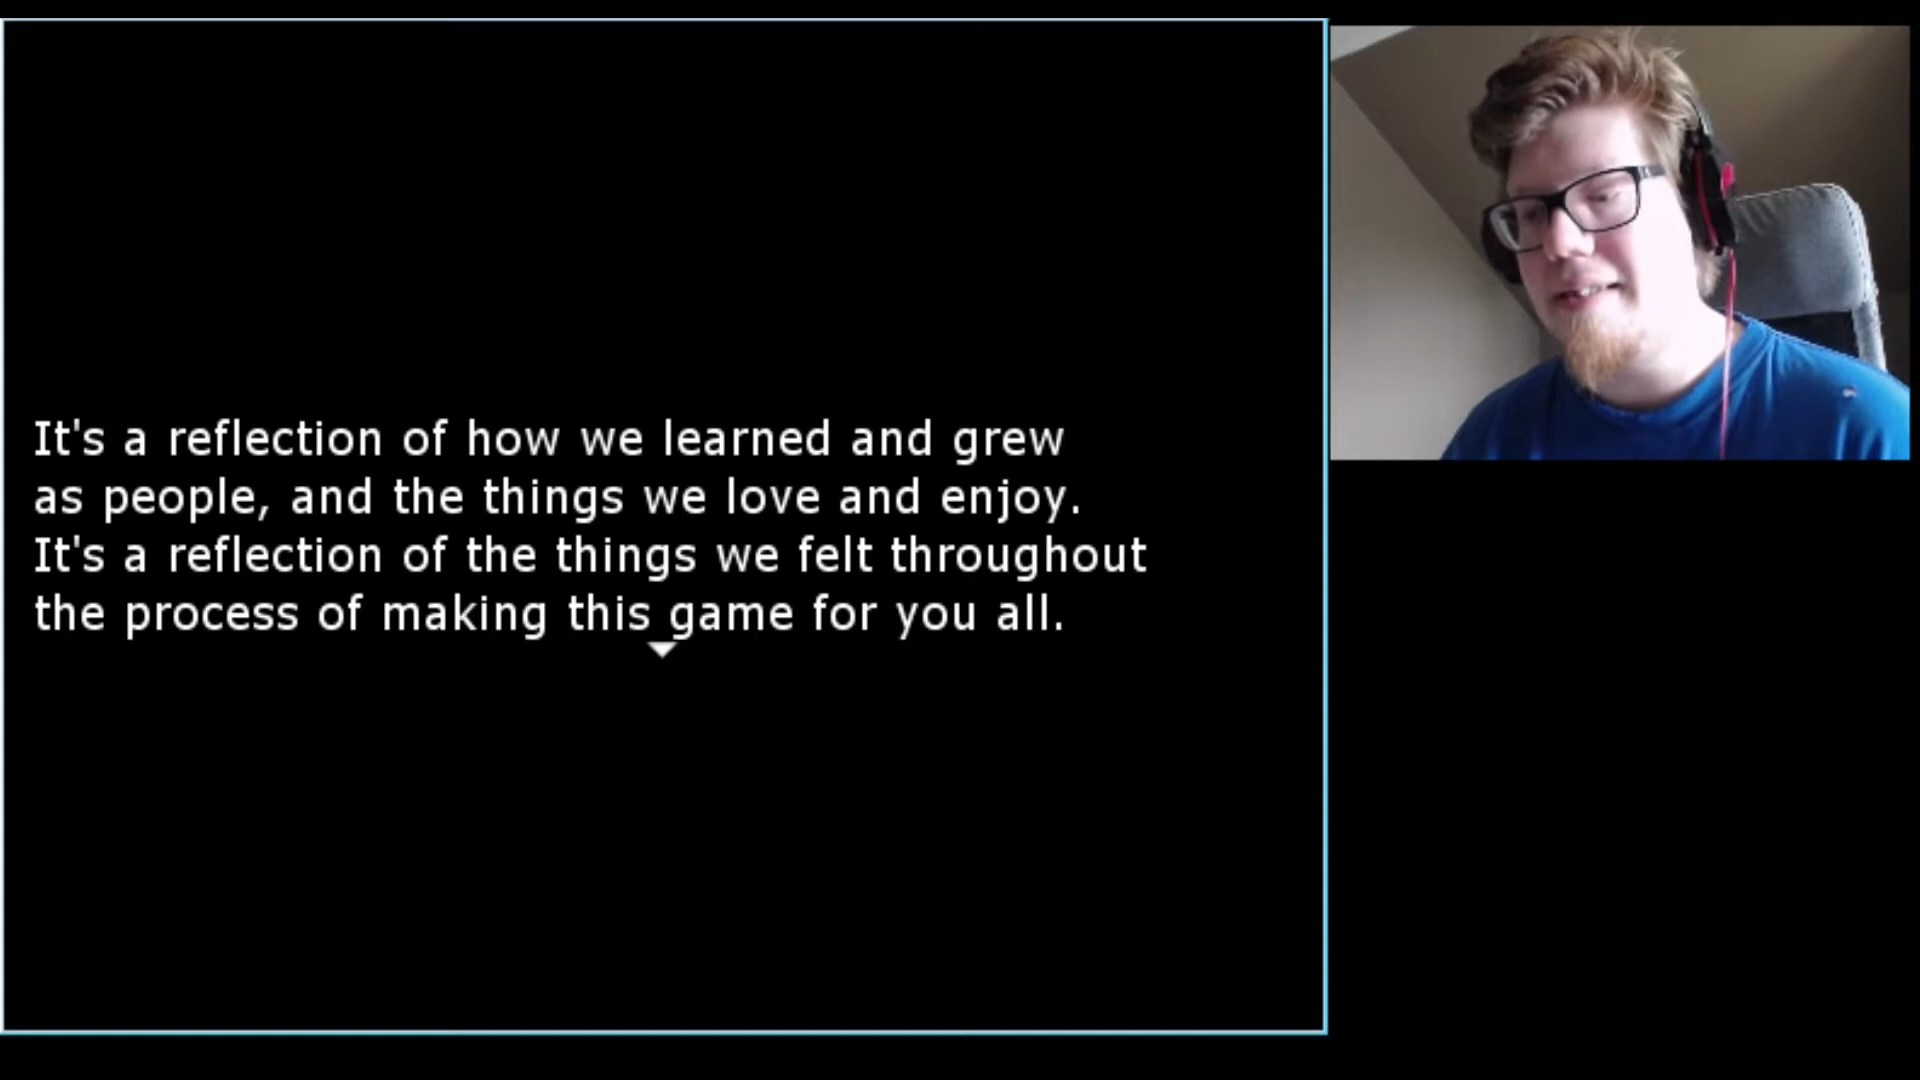 It's a reflection of how we learned and grew
as people, and the things we love and enjoy.
It's a reflection of the things we felt throughout
the process of making this game for you all.